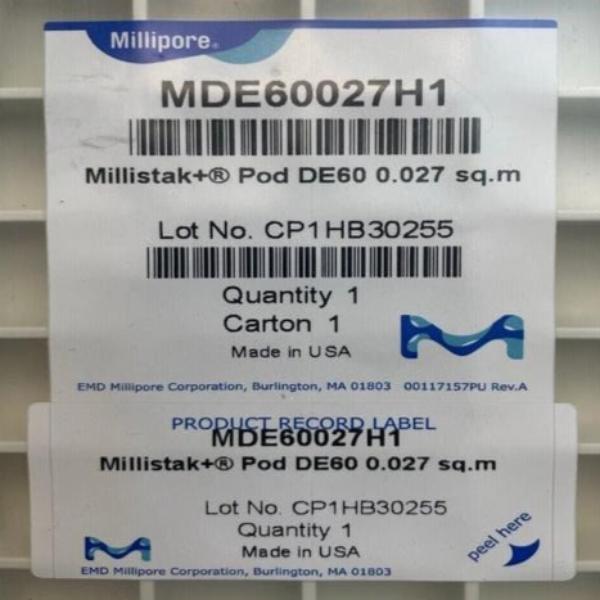 Millipore®
MDE60027H1
Millistak+® Pod DE60 0.027 sq.m
Lot No. CP1HB30255
Quantity 1
Carton 1
Made in USA
EMD Millipore Corporation, Burlington, MA 01803 00117157PU Rev.A
PRODUCT RECORD LABEL
MDE60027H1
Millistak+® Pod DE60 0.027 sq.m
Lot No. CP1HB30255
Quantity 1
Made in USA
peel here
EMD Millipore Corporation, Burlington, MA 01803